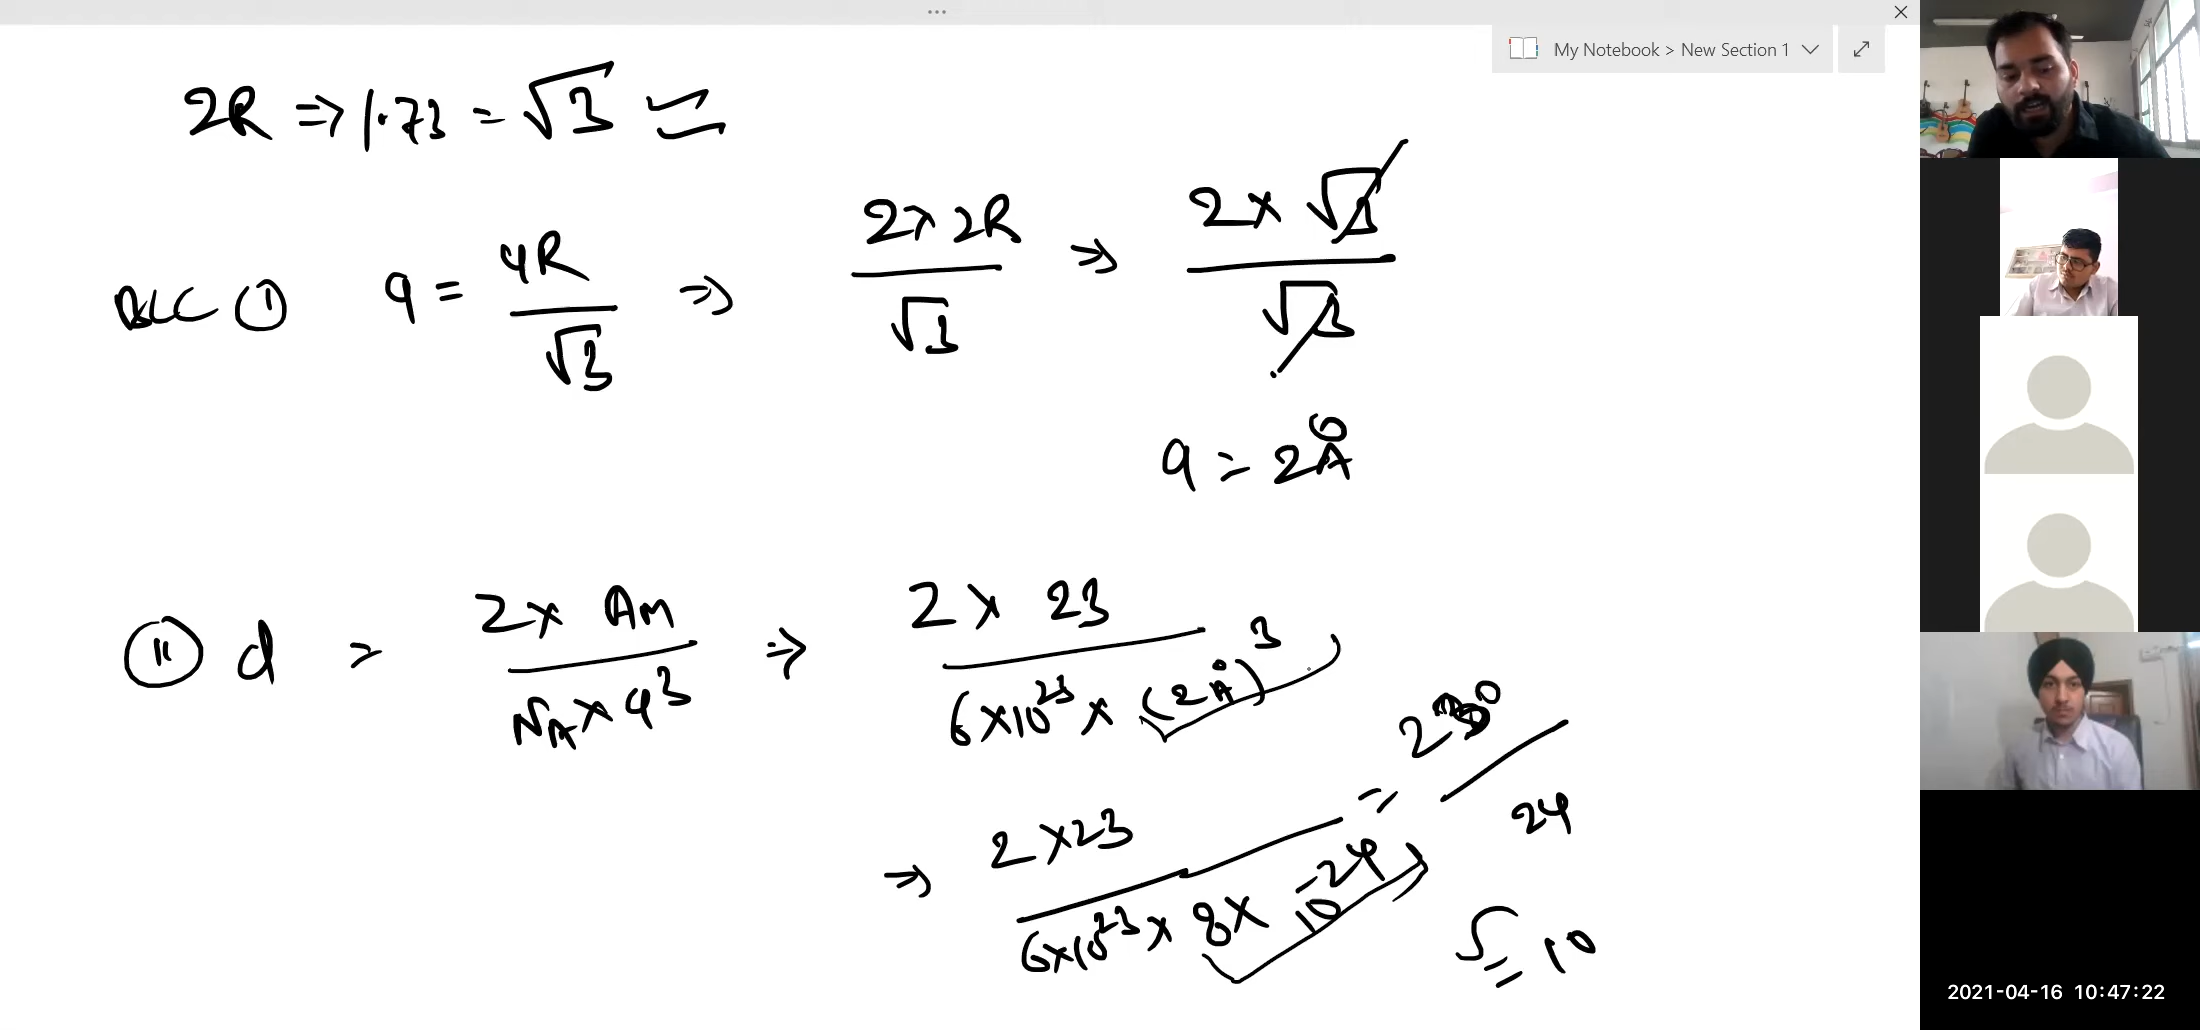 My Notebook > New Section 1
2R ⇒ 1.73 = √3
BCC ① a = 4R/√3 ⇒ 2×2R/√3 ⇒ 2×√3/√3
a = 2Å
⑪ d = 2× AM/NA×a³ ⇒ 2×23/6×10²³×(2Å)³
⇒ 2×23/6×10²³×8×10⁻²⁴ = 230/24
10
2021-04-16 10:47:22